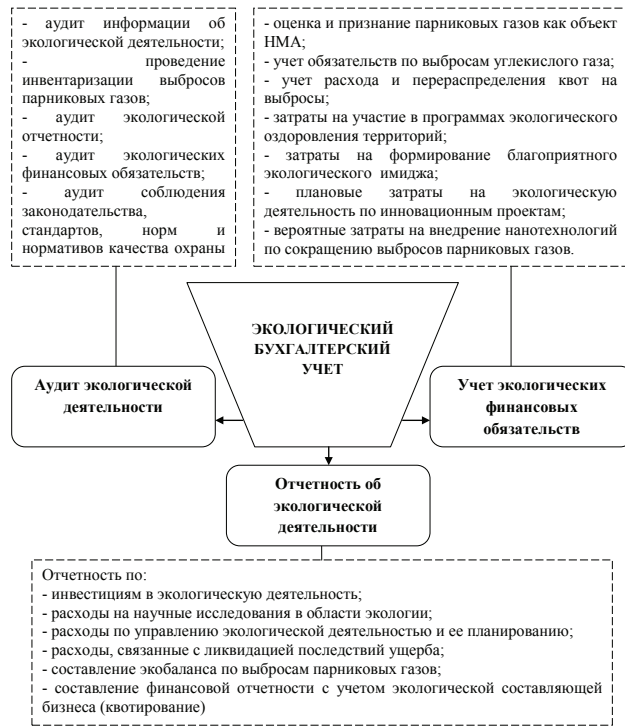 - аудит информации об
экологической деятельности;
- проведение
инвентаризации выбросов
парниковых газов;
- аудит экологической
отчетности;
- аудит экологических
финансовых обязательств;
- аудит соблюдения
законодательства,
стандартов, норм и
нормативов качества охраны
- оценка и признание парниковых газов как объект
НМА;
- учет обязательств по выбросам углекислого газа;
- учет расхода и перераспределения квот на
выбросы;
- затраты на участие в программах экологического
оздоровления территорий;
- затраты на формирование благоприятного
экологического имиджа;
- плановые затраты на экологическую
деятельность по инновационным проектам;
- вероятные затраты на внедрение нанотехнологий
по сокращению выбросов парниковых газов.
ЭКОЛОГИЧЕСКИЙ
БУХГАЛТЕРСКИЙ
УЧЕТ
Аудит экологической
деятельности
Учет экологических
финансовых
обязательств
Отчетность об
экологической
деятельности
Отчетность по:
- инвестициям в экологическую деятельность;
- расходы на научные исследования в области экологии;
- расходы по управлению экологической деятельностью и ее планированию;
- расходы, связанные с ликвидацией последствий ущерба;
- составление экобаланса по выбросам парниковых газов;
- составление финансовой отчетности с учетом экологической составляющей
бизнеса (квотирование)